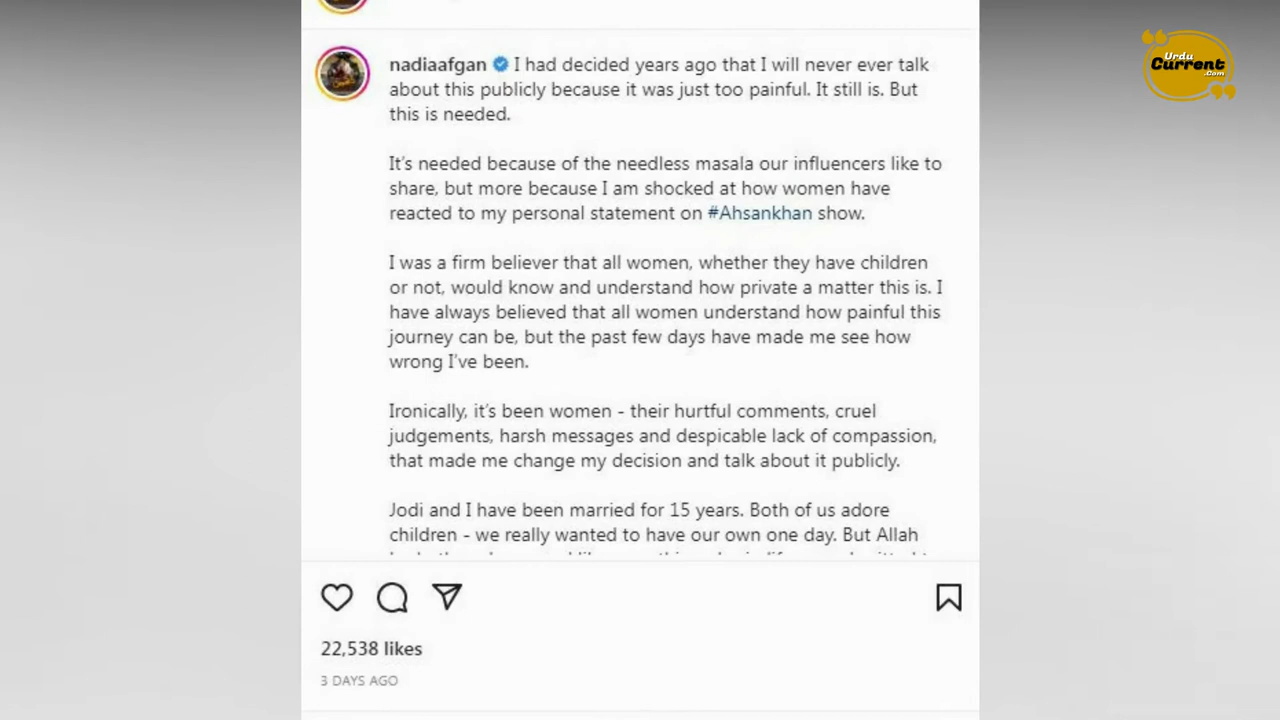 Urdu
Current
.Com
nadiaafgan I had decided years ago that I will never ever talk
about this publicly because it was just too painful. It still is. But
this is needed.
It's needed because of the needless masala our influencers like to
share, but more because I am shocked at how women have
reacted to my personal statement on #Ahsankhan show.
I was a firm believer that all women, whether they have children
or not, would know and understand how private a matter this is. I
have always believed that all women understand how painful this
journey can be, but the past few days have made me see how
wrong I've been.
Ironically, it's been women - their hurtful comments, cruel
judgements, harsh messages and despicable lack of compassion,
that made me change my decision and talk about it publicly.
Jodi and I have been married for 15 years. Both of us adore
children - we really wanted to have our own one day. But Allah
22,538 likes
3 DAYS AGO